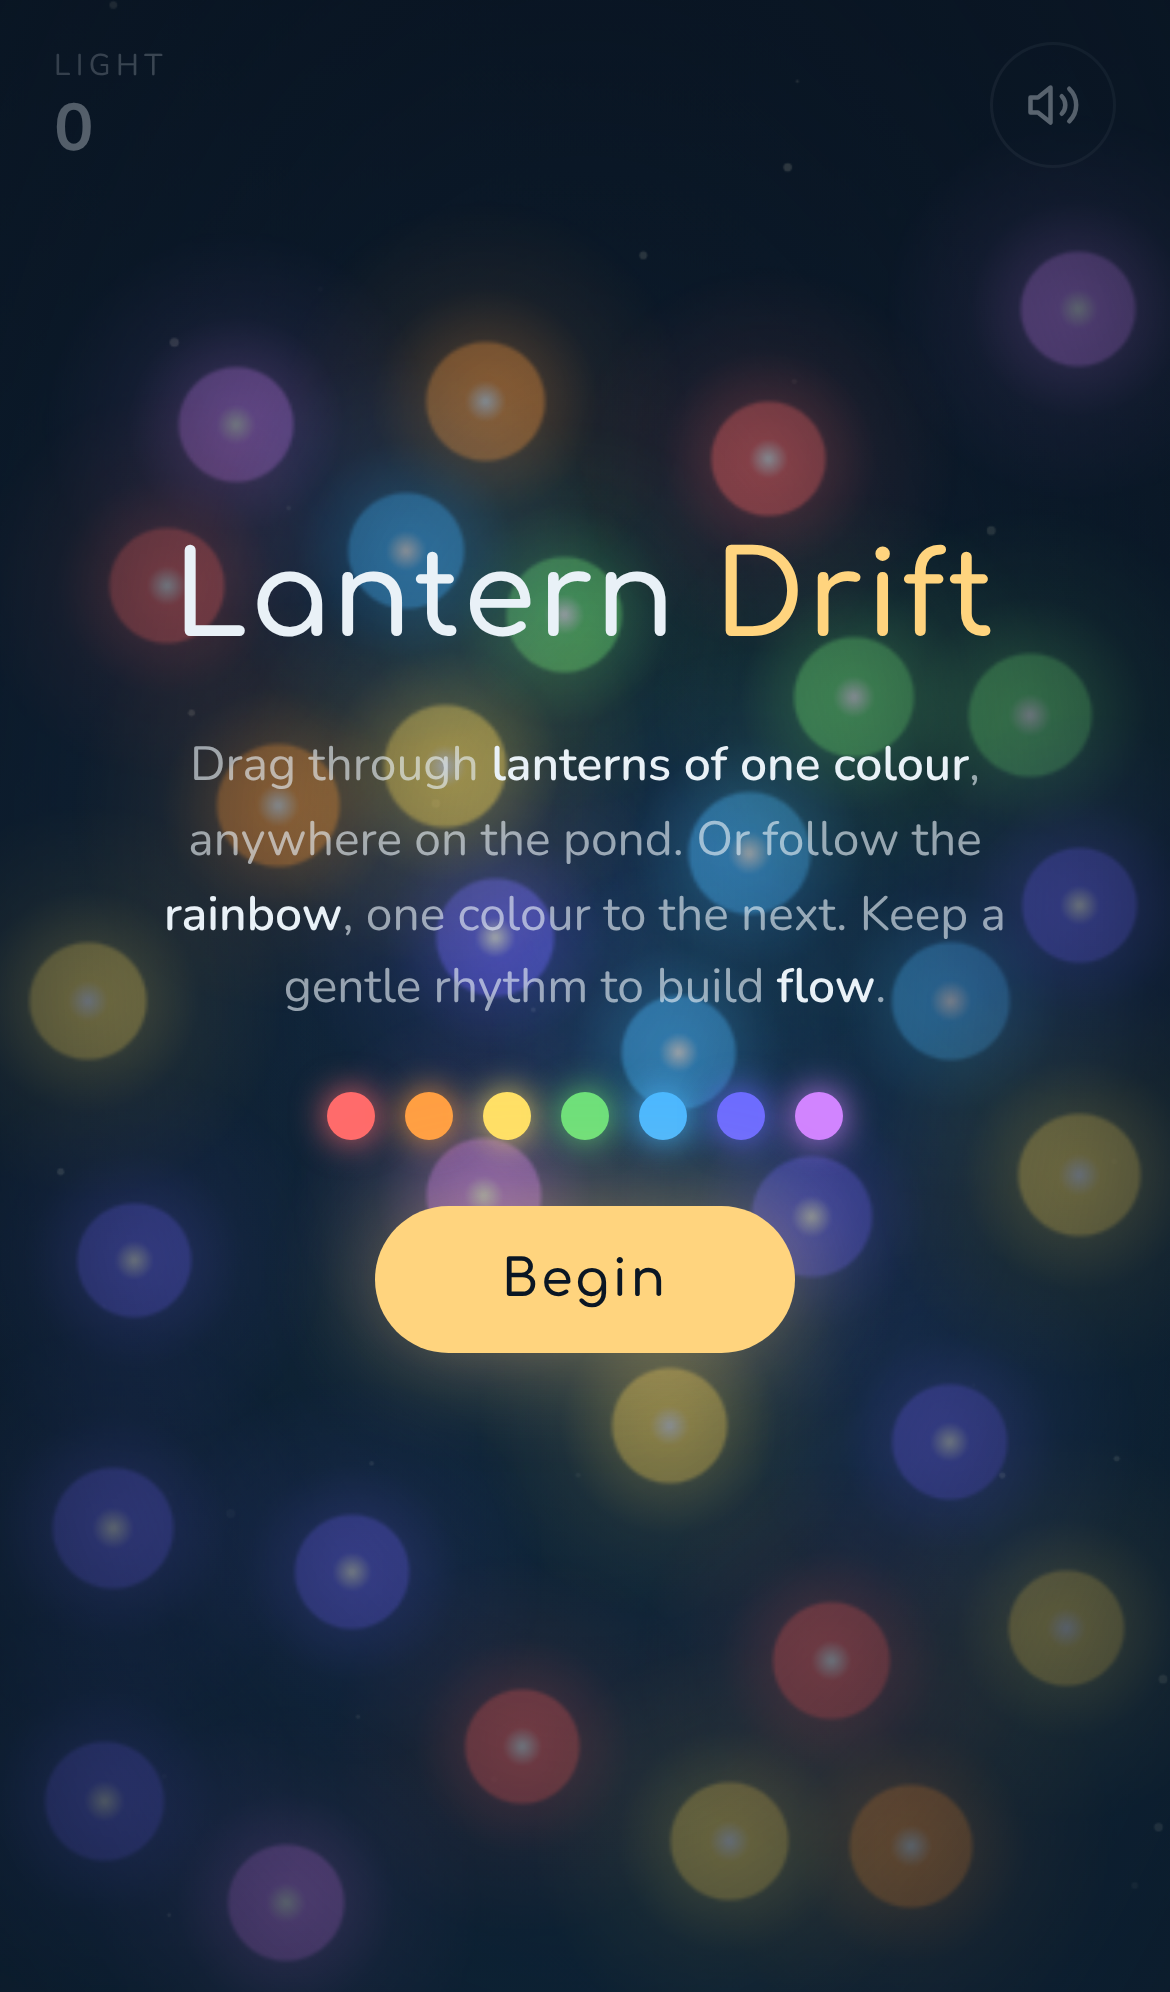 LIGHT
0
Lantern Drift
Drag through lanterns of one colour,
anywhere on the pond. Or follow the
rainbow, one colour to the next. Keep a
gentle rhythm to build flow.
Begin